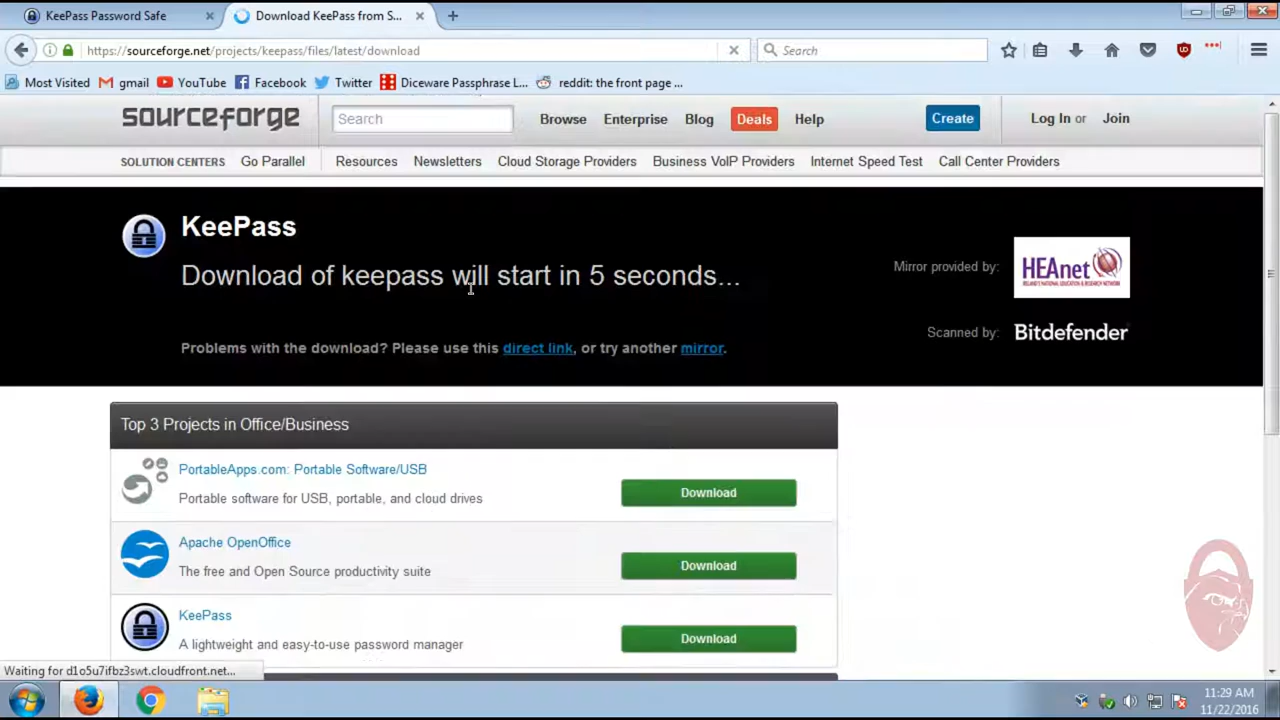 KeePass Password Safe
Download KeePass from S...
https://sourceforge.net/projects/keepass/files/latest/download
Search
Most Visited gmail YouTube Facebook Twitter Diceware Passphrase L... reddit: the front page ...
sourceforge Search Browse Enterprise Blog Deals Help Create Log In or Join
SOLUTION CENTERS Go Parallel Resources Newsletters Cloud Storage Providers Business VoIP Providers Internet Speed Test Call Center Providers
KeePass
Download of keepass will start in 5 seconds...
Mirror provided by: HEAnet
Scanned by: Bitdefender
Problems with the download? Please use this direct link, or try another mirror.
Top 3 Projects in Office/Business
PortableApps.com: Portable Software/USB
Portable software for USB, portable, and cloud drives
Download
Apache OpenOffice
The free and Open Source productivity suite
Download
KeePass
A lightweight and easy-to-use password manager
Download
Waiting for d1o5u7ifbz3swt.cloudfront.net...
11:29 AM
11/22/2016